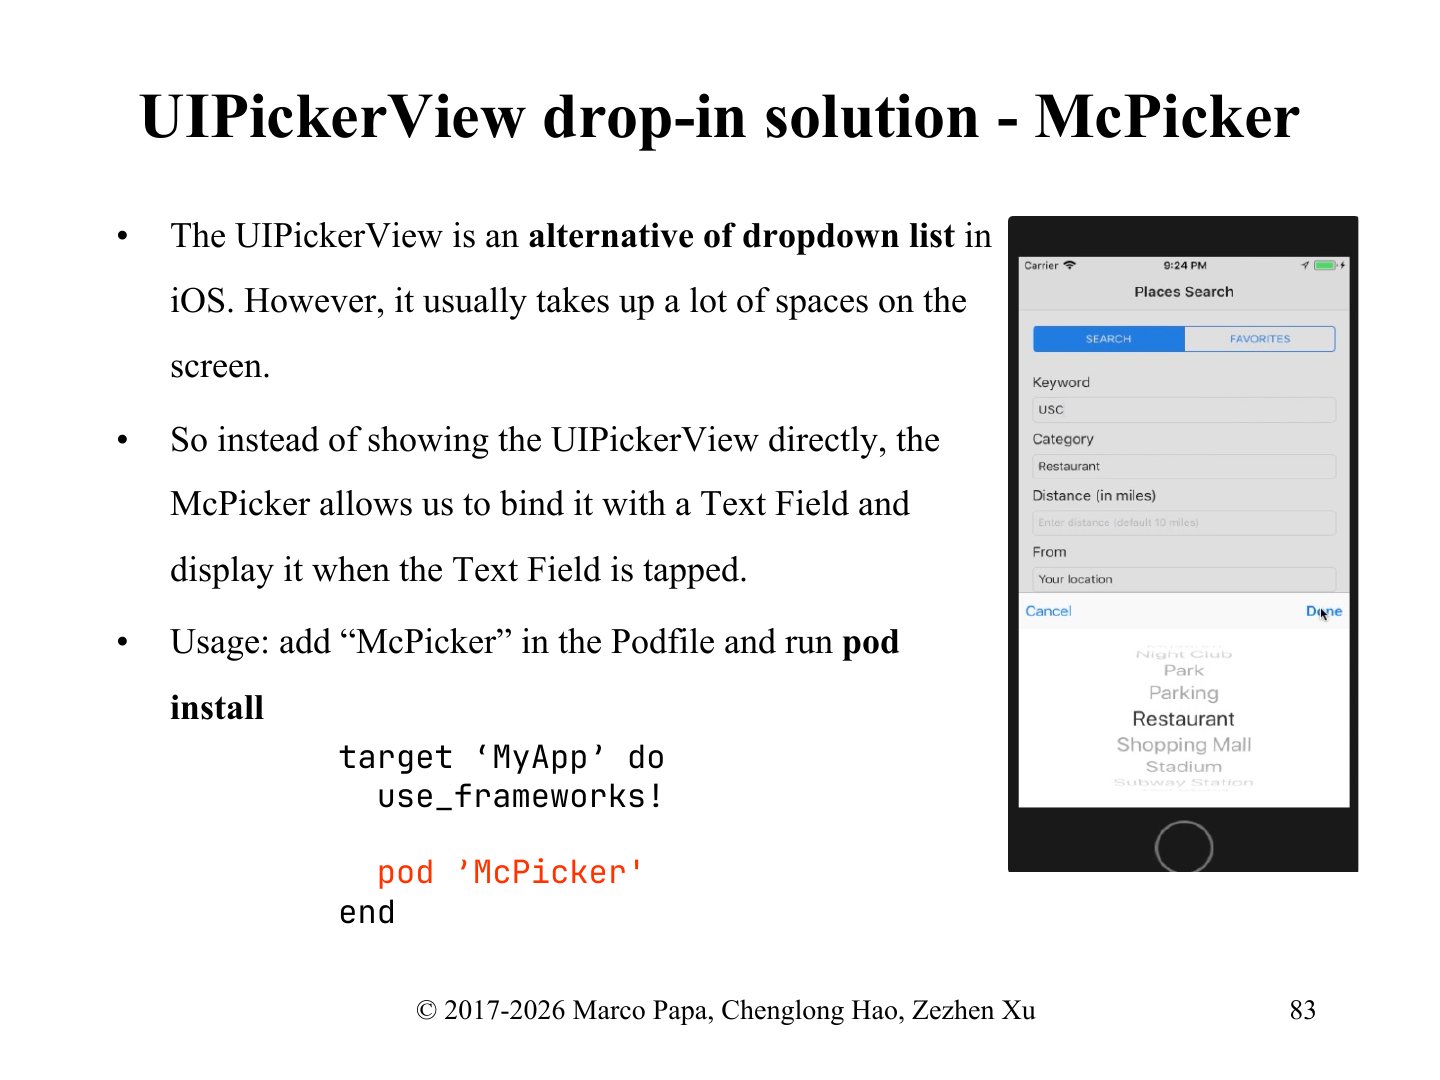 UIPickerView drop-in solution - McPicker
• The UIPickerView is an alternative of dropdown list in
iOS. However, it usually takes up a lot of spaces on the
screen.
• So instead of showing the UIPickerView directly, the
McPicker allows us to bind it with a Text Field and
display it when the Text Field is tapped.
• Usage: add “McPicker” in the Podfile and run pod
install
target ‘MyApp’ do
use_frameworks!
pod ’McPicker'
end
Carrier 9:24 PM
Places Search
SEARCH FAVORITES
Keyword
USC
Category
Restaurant
Distance (in miles)
Enter distance (default 10 miles)
From
Your location
Cancel Done
Night Club
Park
Parking
Restaurant
Shopping Mall
Stadium
Subway Station
© 2017-2026 Marco Papa, Chenglong Hao, Zezhen Xu 83